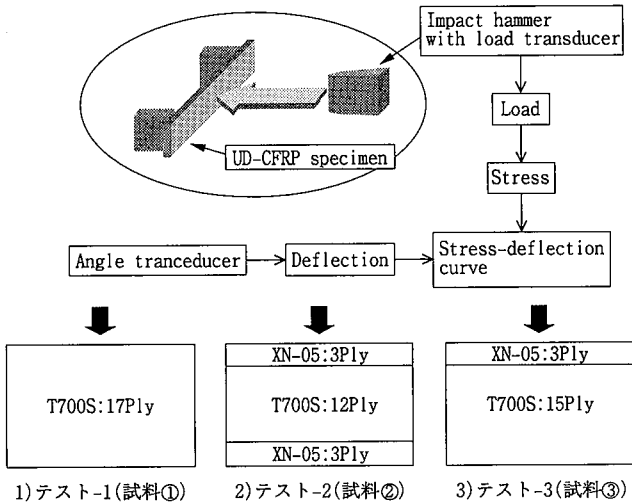 Impact hammer
with load transducer
Load
UD-CFRP specimen
Stress
Angle tranceducer
Deflection
Stress-deflection
curve
T700S:17Ply
XN-05:3Ply
T700S:12Ply
XN-05:3Ply
XN-05:3Ply
T700S:15Ply
1)テスト-1(試料①)
2)テスト-2(試料②)
3)テスト-3(試料③)